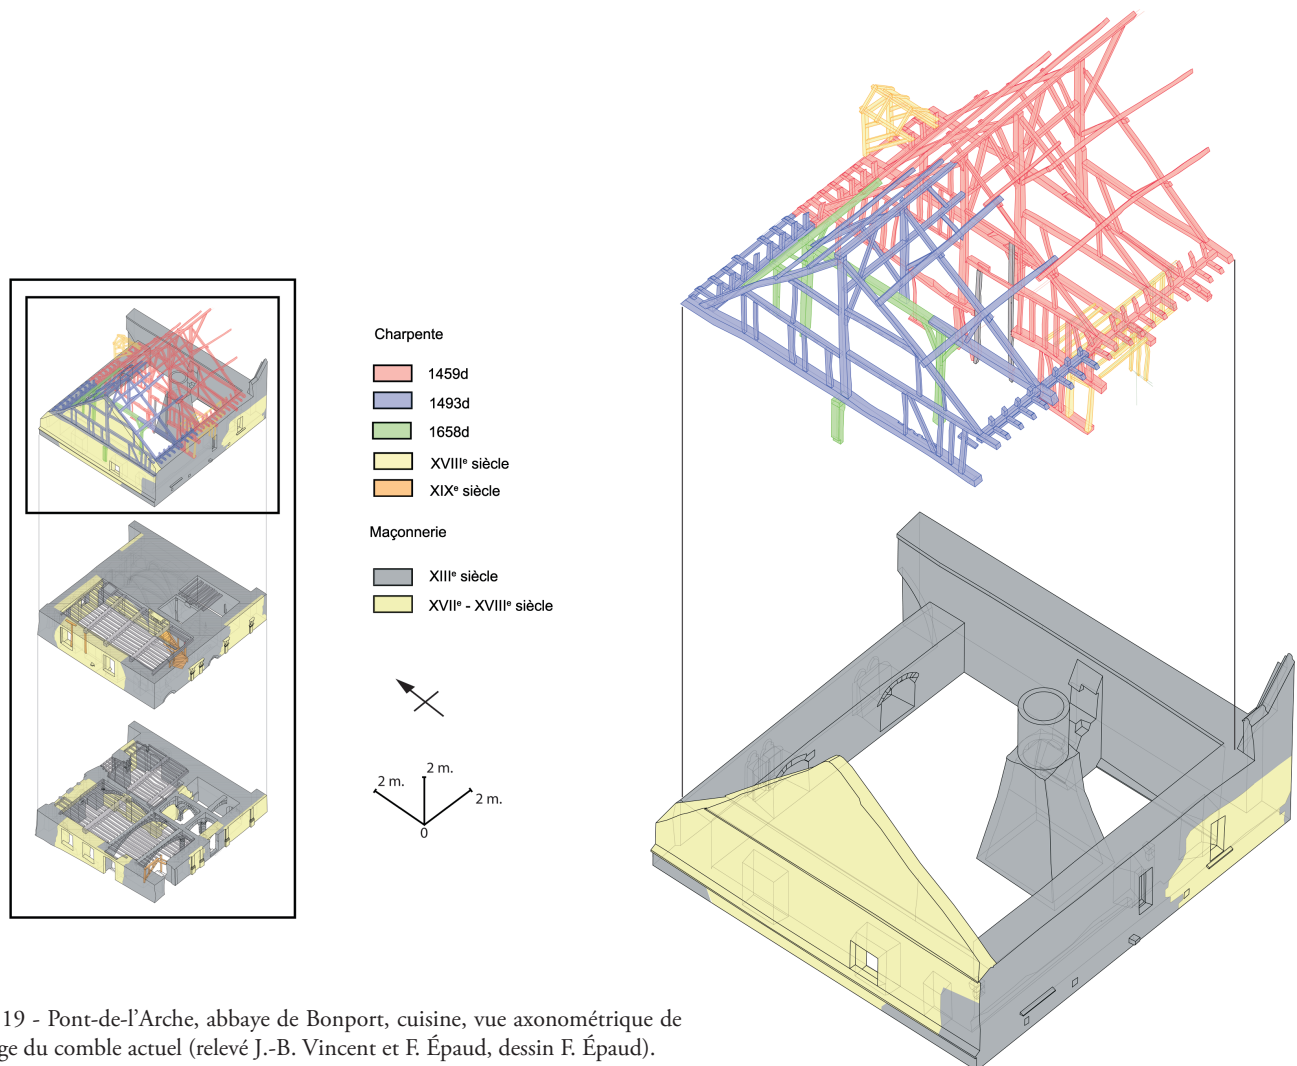 Charpente
1459d
1493d
1658d
XVIIIᵉ siècle
XIXᵉ siècle
Maçonnerie
XIIIᵉ siècle
XVIIᵉ - XVIIIᵉ siècle
2 m.
2 m.
2 m.
0
19 - Pont-de-l'Arche, abbaye de Bonport, cuisine, vue axonométrique de
du comble actuel (relevé J.-B. Vincent et F. Épaud, dessin F. Épaud).